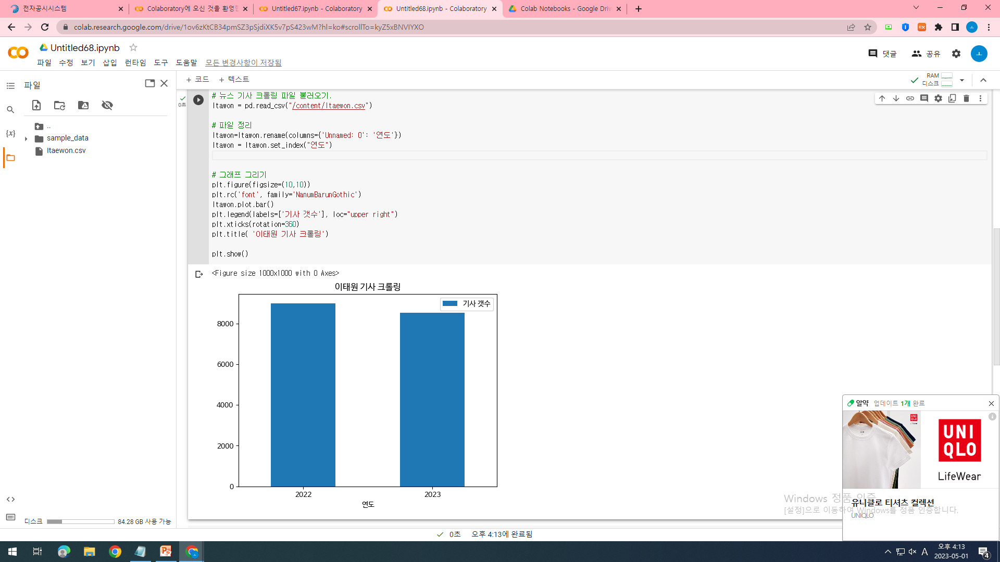 전자공시시스템
Colaboratory에 오신 것을 환영합
Untitled67.ipynb - Colaboratory
Untitled68.ipynb - Colaboratory
Colab Notebooks - Google Driv
colab.research.google.com/drive/1ov6zKtCB34pmSZ3pSjdiXK5v7pS423wM?hl=ko#scrollTo=kyZ5xBNVIYXO
Untitled68.ipynb
댓글
공유
파일 수정 보기 삽입 런타임 도구 도움말 모든 변경사항이 저장됨
파일
+ 코드 + 텍스트
RAM
디스크
..
sample_data
Itaewon.csv
{x}
0초
# 뉴스 기사 크롤링 파일 불러오기.
Itawon = pd.read_csv("/content/Itaewon.csv")
# 파일 정리
Itawon=Itawon.rename(columns={'Unnamed: 0': '연도'})
Itawon = Itawon.set_index("연도")
# 그래프 그리기
plt.figure(figsize=(10,10))
plt.rc('font', family='NanumBarunGothic')
Itawon.plot.bar()
plt.legend(labels=['기사 갯수'], loc="upper right")
plt.xticks(rotation=360)
plt.title( '이태원 기사 크롤링')
plt.show()
<Figure size 1000x1000 with 0 Axes>
이태원 기사 크롤링
기사 갯수
8000
6000
4000
2000
0
2022 2023
연도
알약 업데이트 1개 완료
UNI
QLO
LifeWear
Windows 정품 인증
유니클로 티셔츠 컬렉션
[설정]으로 이동하여 Windows를 정품 인증합니다.
UNIQLO
디스크 84.28 GB 사용 가능
0초 오후 4:13에 완료됨
A
오후 4:13
2023-05-01
4